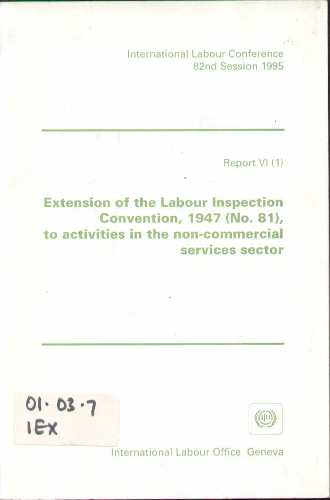 International Labour Conference
82nd Session 1995
Report VI (1)
Extension of the Labour Inspection
Convention, 1947 (No. 81),
to activities in the non-commercial
services sector
01. 03.7
1EX
International Labour Office Geneva